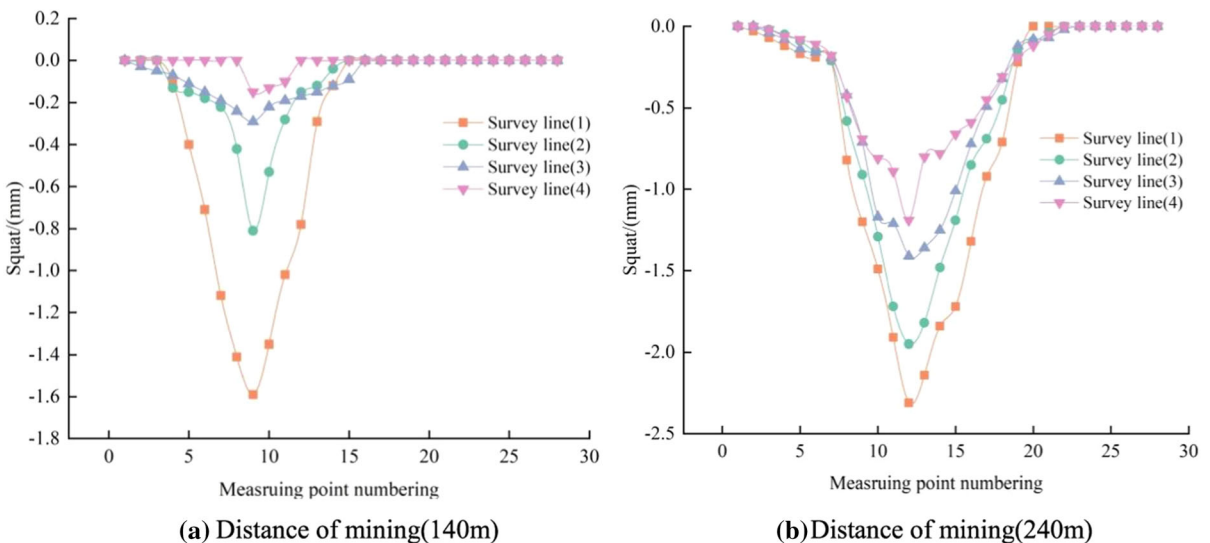 0.2
0.0
-0.2
-0.4
-0.6
-0.8
-1.0
-1.2
-1.4
-1.6
-1.8
Squat/(mm)
Survey line(1)
Survey line(2)
Survey line(3)
Survey line(4)
0 5 10 15 20 25 30
Measruing point numbering
(a) Distance of mining(140m)
0.0
-0.5
-1.0
-1.5
-2.0
-2.5
Squat/(mm)
Survey line(1)
Survey line(2)
Survey line(3)
Survey line(4)
0 5 10 15 20 25 30
Measruing point numbering
(b)Distance of mining(240m)